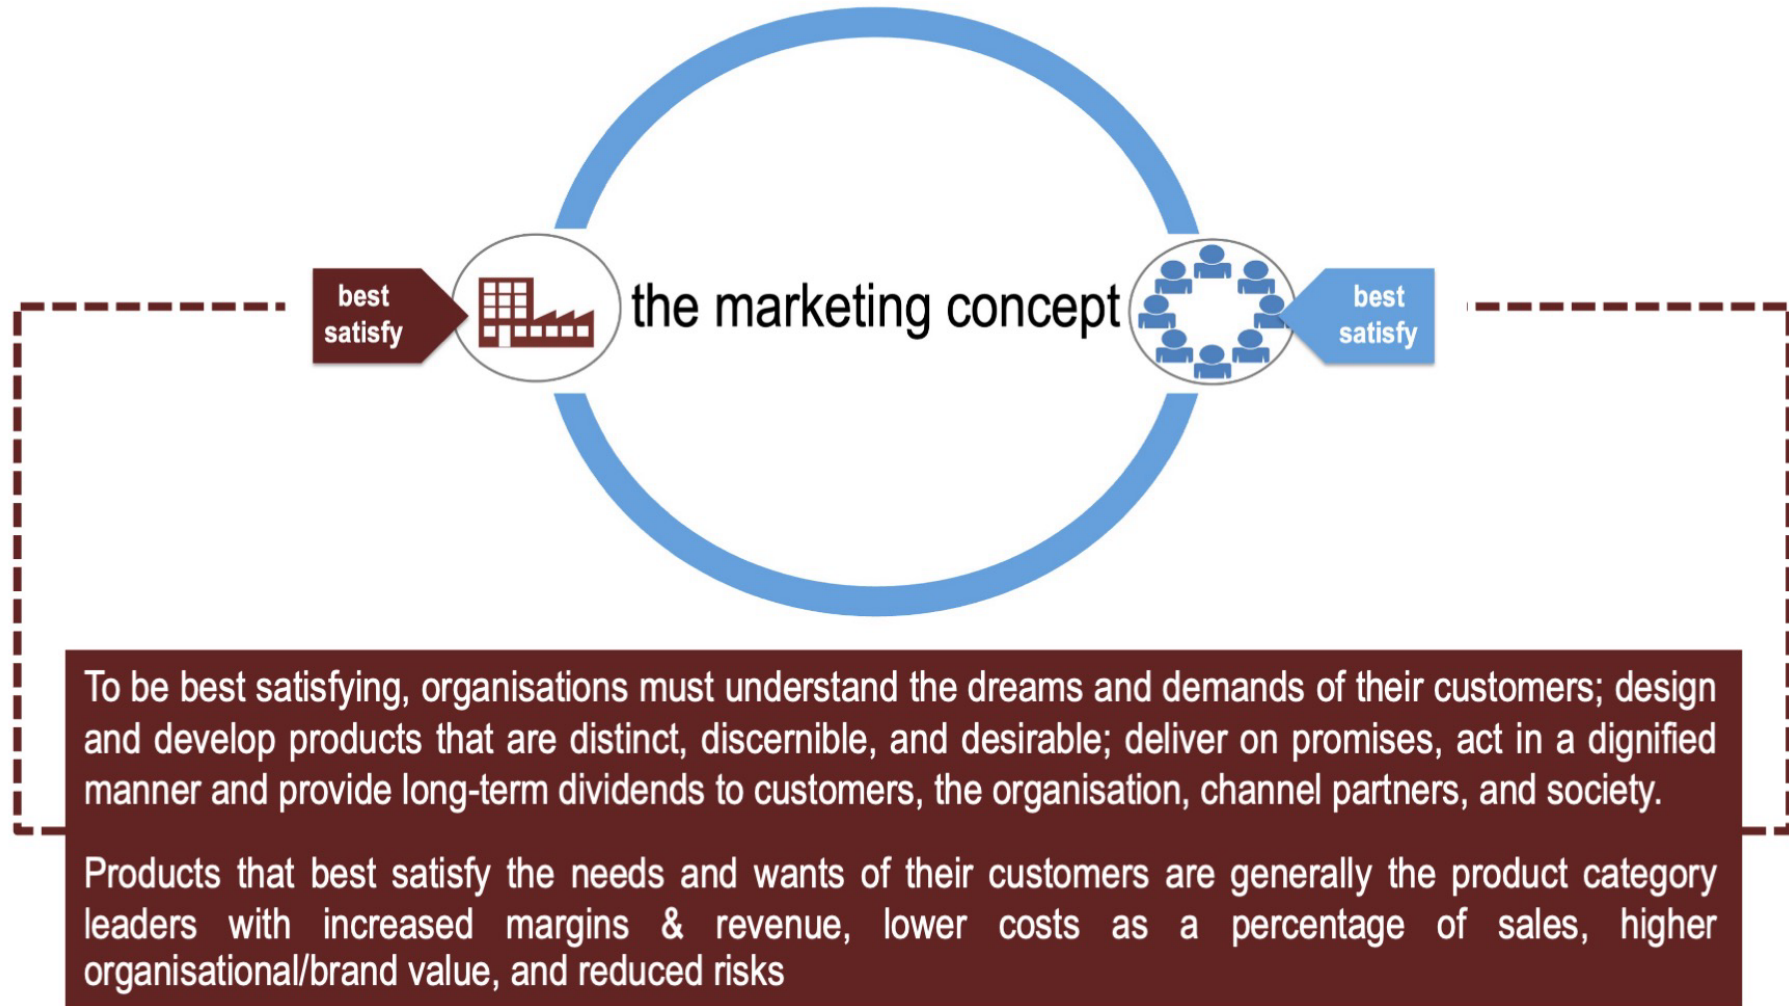 best
satisfy
the marketing concept
best
satisfy
To be best satisfying, organisations must understand the dreams and demands of their customers; design
and develop products that are distinct, discernible, and desirable; deliver on promises, act in a dignified
manner and provide long-term dividends to customers, the organisation, channel partners, and society.
Products that best satisfy the needs and wants of their customers are generally the product category
leaders with increased margins & revenue, lower costs as a percentage of sales, higher
organisational/brand value, and reduced risks